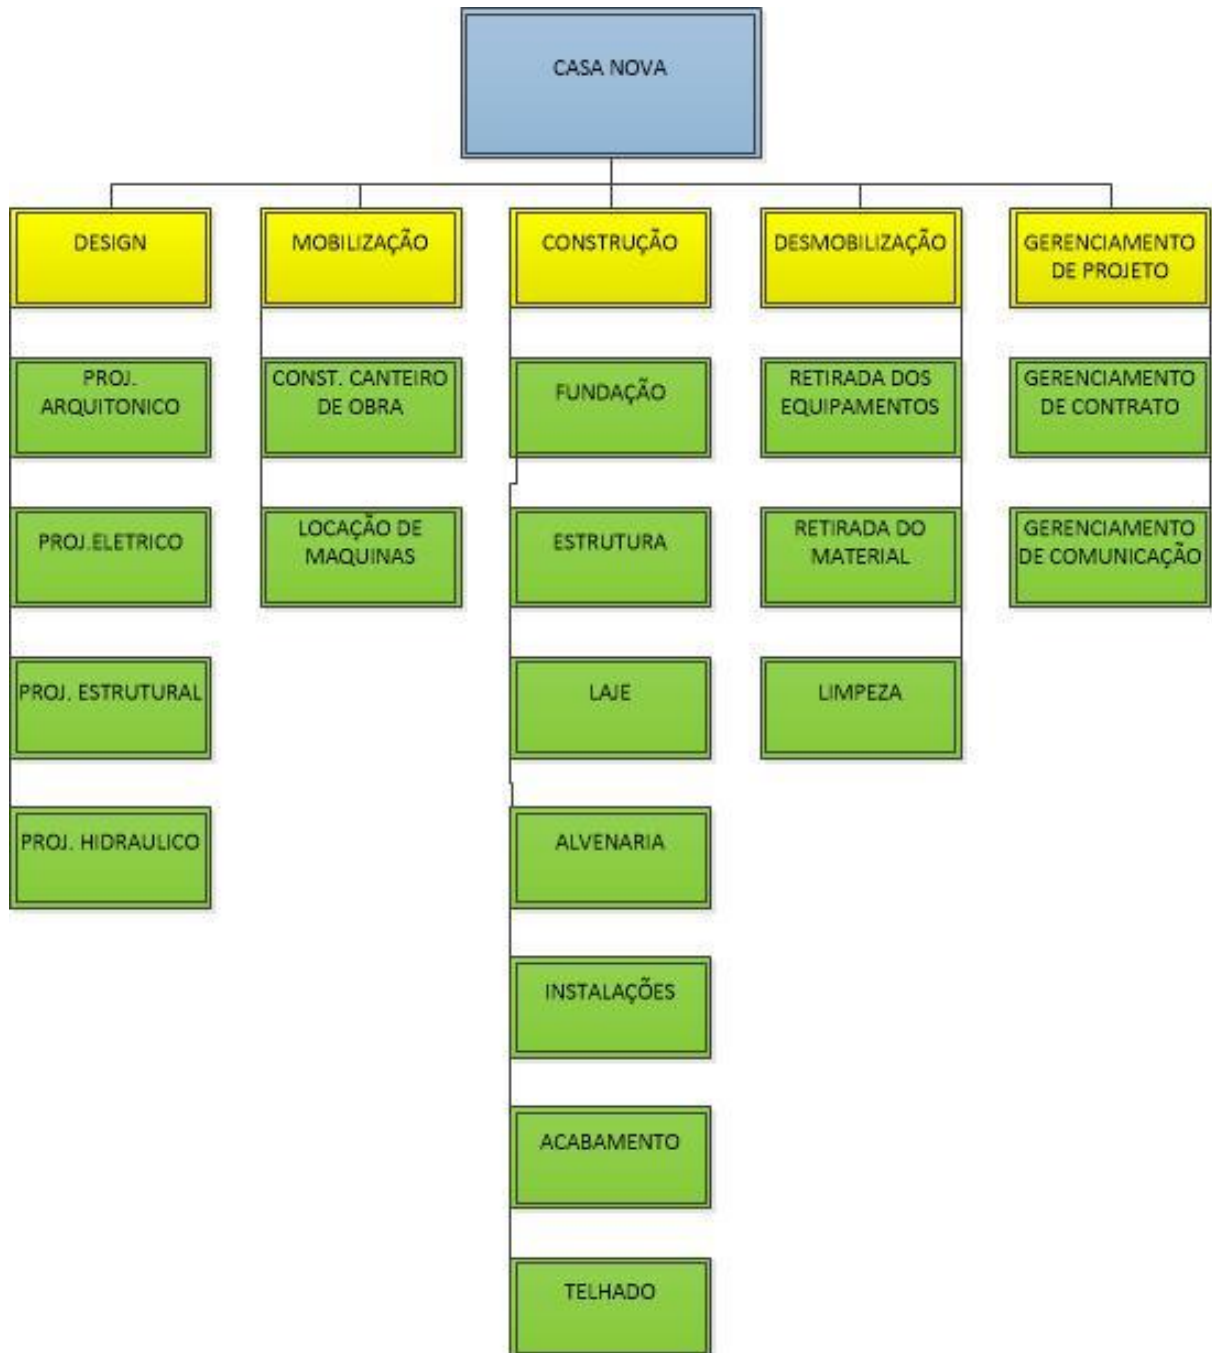 CASA NOVA
DESIGN
MOBILIZAÇÃO
CONSTRUÇÃO
DESMOBILIZAÇÃO
GERENCIAMENTO
DE PROJETO
PROJ.
ARQUITONICO
CONST. CANTEIRO
DE OBRA
FUNDAÇÃO
RETIRADA DOS
EQUIPAMENTOS
GERENCIAMENTO
DE CONTRATO
PROJ.ELETRICO
LOCAÇÃO DE
MAQUINAS
ESTRUTURA
RETIRADA DO
MATERIAL
GERENCIAMENTO
DE COMUNICAÇÃO
PROJ. ESTRUTURAL
LAJE
LIMPEZA
PROJ. HIDRAULICO
ALVENARIA
INSTALAÇÕES
ACABAMENTO
TELHADO